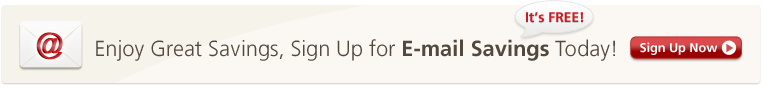 It's FREE!
@ Enjoy Great Savings, Sign Up for E-mail Savings Today! Sign Up Now